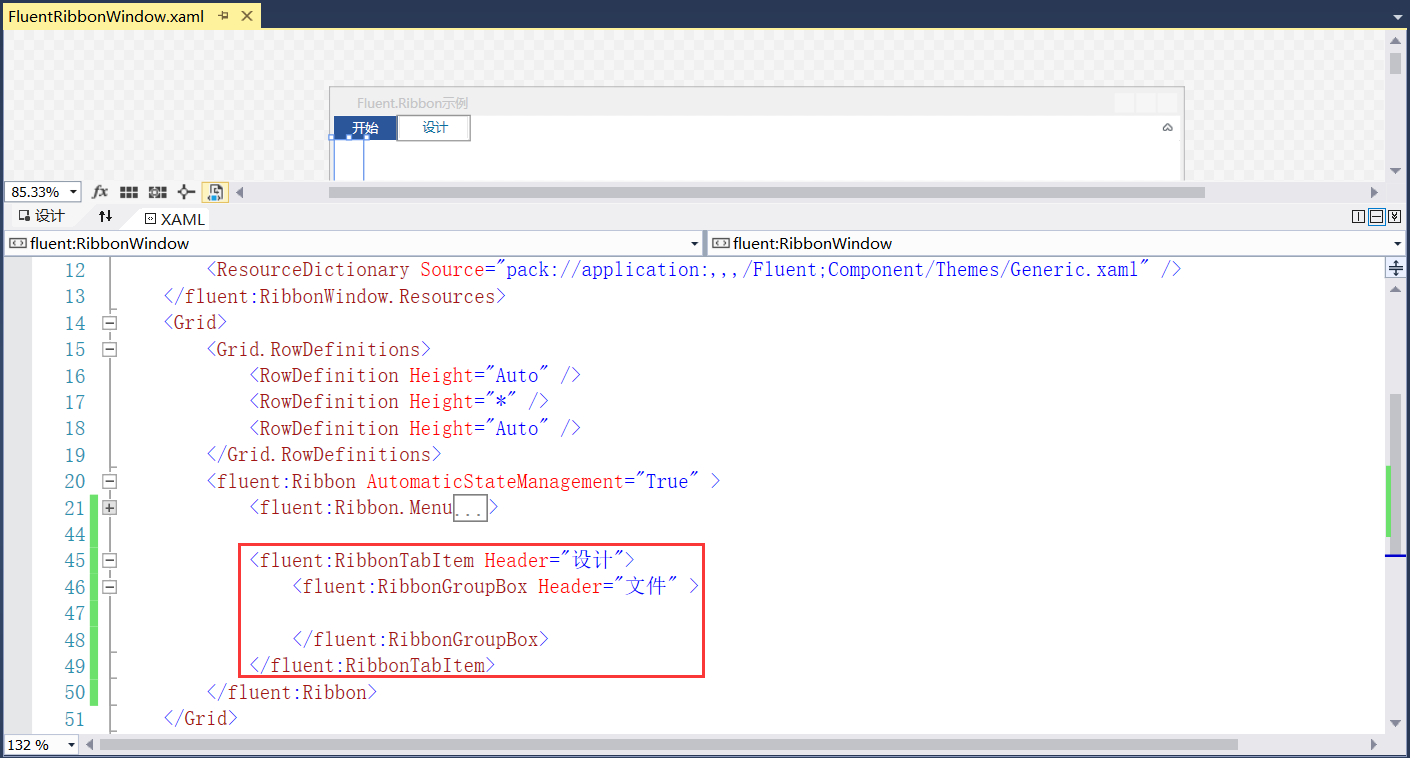 FluentRibbonWindow.xaml
Fluent.Ribbon示例
开始 设计
85.33% fx
设计 XAML
fluent:RibbonWindow fluent:RibbonWindow
12 <ResourceDictionary Source="pack://application:,,,/Fluent;Component/Themes/Generic.xaml" />
13 </fluent:RibbonWindow.Resources>
14 <Grid>
15 <Grid.RowDefinitions>
16 <RowDefinition Height="Auto" />
17 <RowDefinition Height="*" />
18 <RowDefinition Height="Auto" />
19 </Grid.RowDefinitions>
20 <fluent:Ribbon AutomaticStateManagement="True" >
21 <fluent:Ribbon.Menu...>
44
45 <fluent:RibbonTabItem Header="设计">
46 <fluent:RibbonGroupBox Header="文件" >
47
48 </fluent:RibbonGroupBox>
49 </fluent:RibbonTabItem>
50 </fluent:Ribbon>
51 </Grid>
132 %